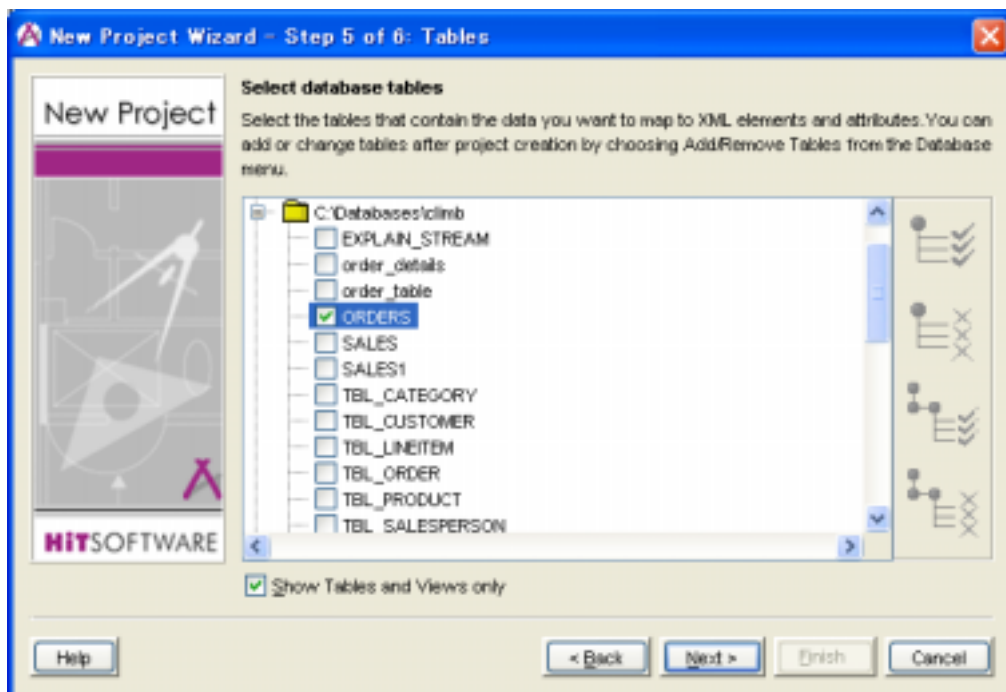 New Project Wizard - Step 5 of 6: Tables
New Project
HiTSOFTWARE
Select database tables
Select the tables that contain the data you want to map to XML elements and attributes. You can
add or change tables after project creation by choosing Add/Remove Tables from the Database
menu.
C:\Databases\climb
EXPLAIN_STREAM
order_details
order_table
ORDERS
SALES
SALES1
TBL_CATEGORY
TBL_CUSTOMER
TBL_LINEITEM
TBL_ORDER
TBL_PRODUCT
TBL_SALESPERSON
Show Tables and Views only
Help
< Back
Next >
Finish
Cancel